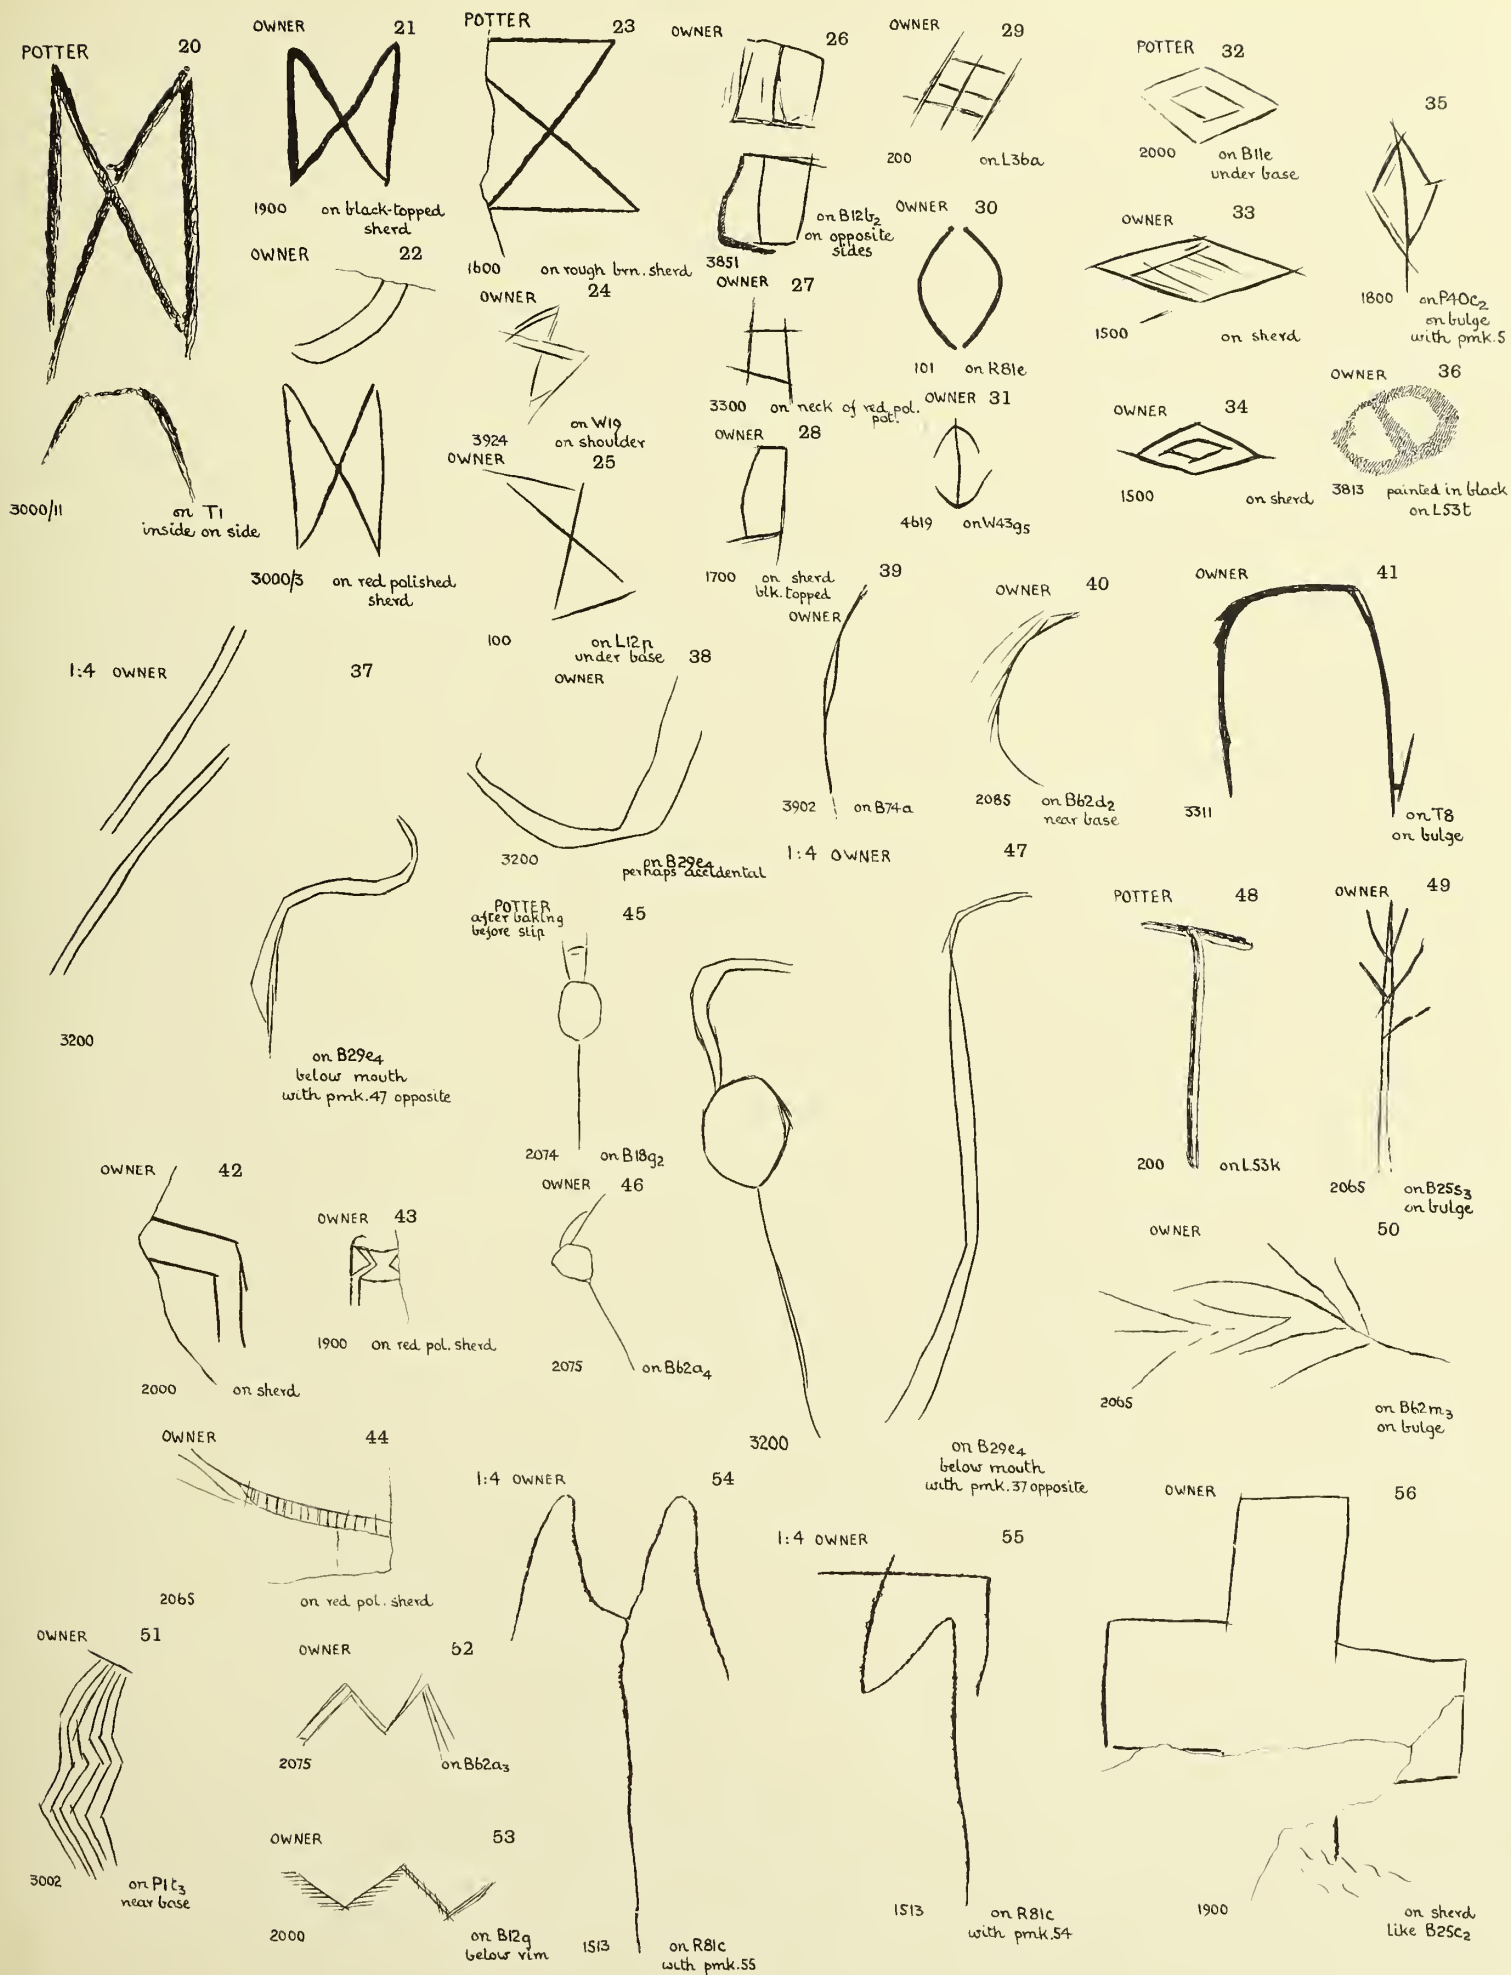 POTTER 20
3000/11
on T1
inside on side
OWNER 21
1900 on black-topped
sherd
OWNER 22
3000/3 on red polished
sherd
POTTER 23
1600 on rough brn. sherd
OWNER 24
3924
on W19
on shoulder
OWNER 25
100
on L12n
under base
OWNER 26
on B12b2
on opposite
sides
3851
OWNER 27
3300 on neck of red pol.
pot.
OWNER 28
1700 on sherd
blk. topped
OWNER 29
200 on L36a
OWNER 30
101 on R81e
OWNER 31
4619 on W43g5
POTTER 32
2000 on B11e
under base
OWNER 33
1500 on sherd
OWNER 34
1500 on sherd
35
1800 on P40c2
on bulge
with pmk.5
OWNER 36
3813 painted in black
on L53t
1:4 OWNER 37
3200
on B29e4
below mouth
with pmk.47 opposite
38
OWNER
3200 on B29e4
perhaps accidental
39
OWNER
3902 on B74a
OWNER 40
2085 on B62d2
near base
OWNER 41
3311
on T8
on bulge
OWNER 42
2000 on sherd
OWNER 43
1900 on red pol. sherd
OWNER 44
2065
on red pol. sherd
POTTER
after baking
before slip
45
2074 on B18g2
OWNER 46
2075 on B62a4
1:4 OWNER 47
3200
on B29e4
below mouth
with pmk.37 opposite
POTTER 48
200 on L53k
OWNER 49
2065 on B25s3
on bulge
OWNER 50
2065
on B62m3
on bulge
OWNER 51
3002
on P1t3
near base
OWNER 52
2075
on B62a3
OWNER 53
2000
on B12g
below rim
1:4 OWNER 54
1513 on R81c
with pmk.55
1:4 OWNER 55
1513 on R81c
with pmk.54
OWNER 56
1900 on sherd
like B25c2